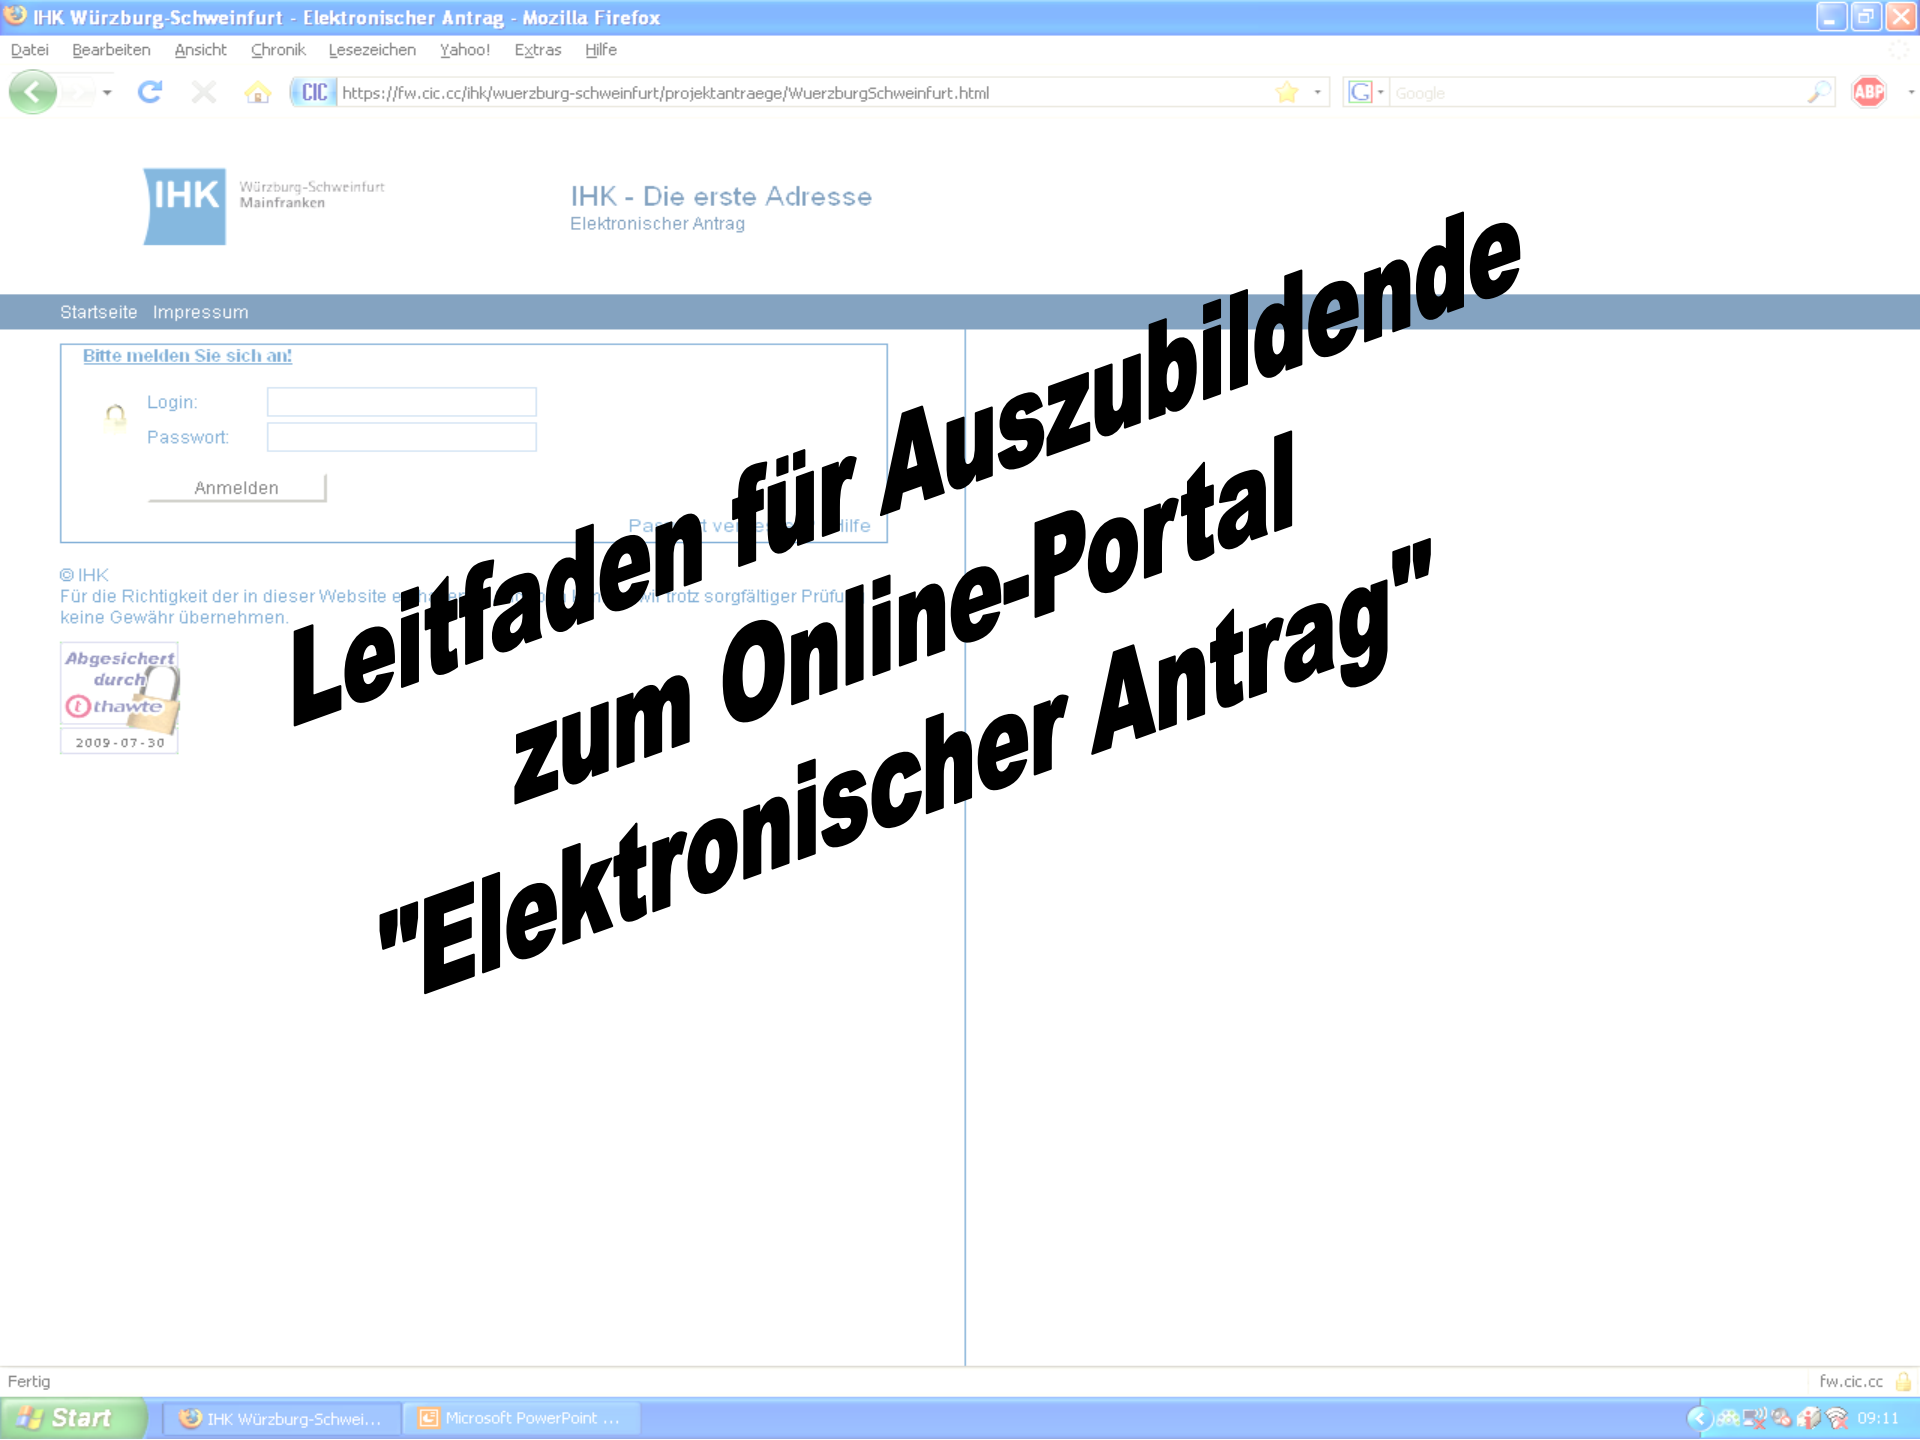 IHK Würzburg-Schweinfurt - Elektronischer Antrag - Mozilla Firefox
Datei Bearbeiten Ansicht Chronik Lesezeichen Yahoo! Extras Hilfe
CIC https://fw.cic.cc/ihk/wuerzburg-schweinfurt/projektantraege/WuerzburgSchweinfurt.html G Google ABP
IHK Würzburg-Schweinfurt
Mainfranken
IHK - Die erste Adresse
Elektronischer Antrag
Startseite Impressum
Bitte melden Sie sich an!
Login:
Passwort:
Anmelden
Hilfe
Leitfaden für Auszubildende
zum Online-Portal
"Elektronischer Antrag"
© IHK
Für die Richtigkeit der in dieser Website wir trotz sorgfältiger
keine Gewähr übernehmen.
Abgesichert
durch
thawte
2009-07-30
Fertig fw.cic.cc
Start IHK Würzburg-Schwei... Microsoft PowerPoint ... 09:11